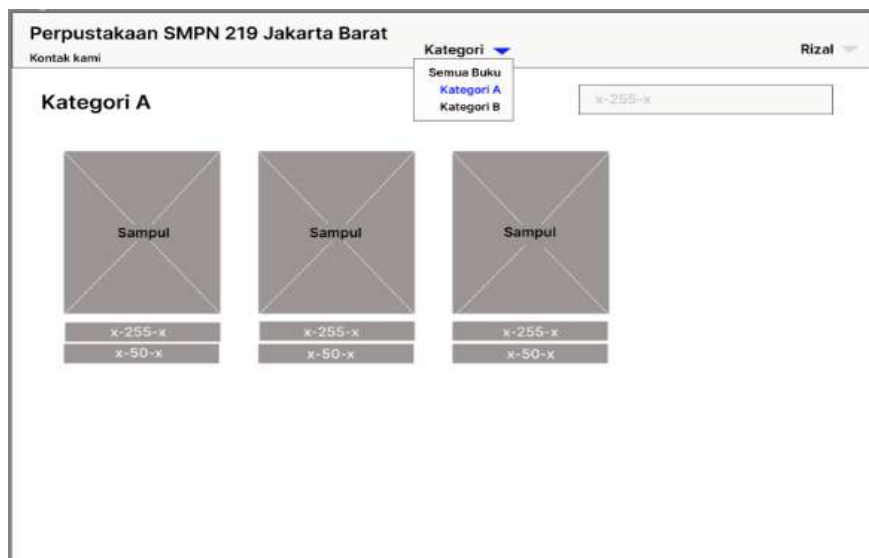 Perpustakaan SMPN 219 Jakarta Barat
Kontak kami
Kategori
Rizal
Semua Buku
Kategori A
Kategori B
Kategori A
x-255-x
Sampul Sampul Sampul
x-255-x x-255-x x-255-x
x-50-x x-50-x x-50-x